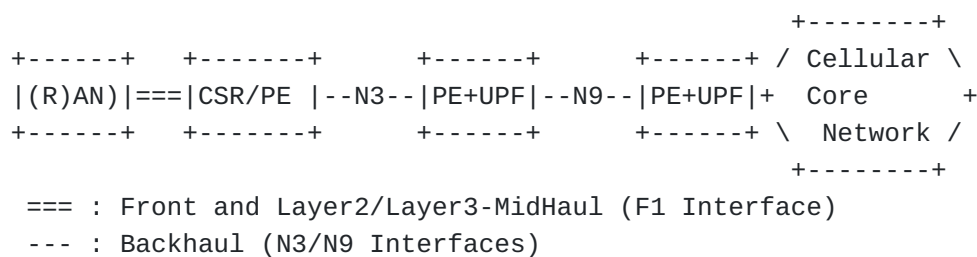 +--------+
+------+   +-------+      +------+      +------+ / Cellular \
|(R)AN)|===|CSR/PE |--N3--|PE+UPF|--N9--|PE+UPF|+  Core      +
+------+   +-------+      +------+      +------+ \  Network /
                                                   +--------+
 === : Front and Layer2/Layer3-MidHaul (F1 Interface)
 --- : Backhaul (N3/N9 Interfaces)